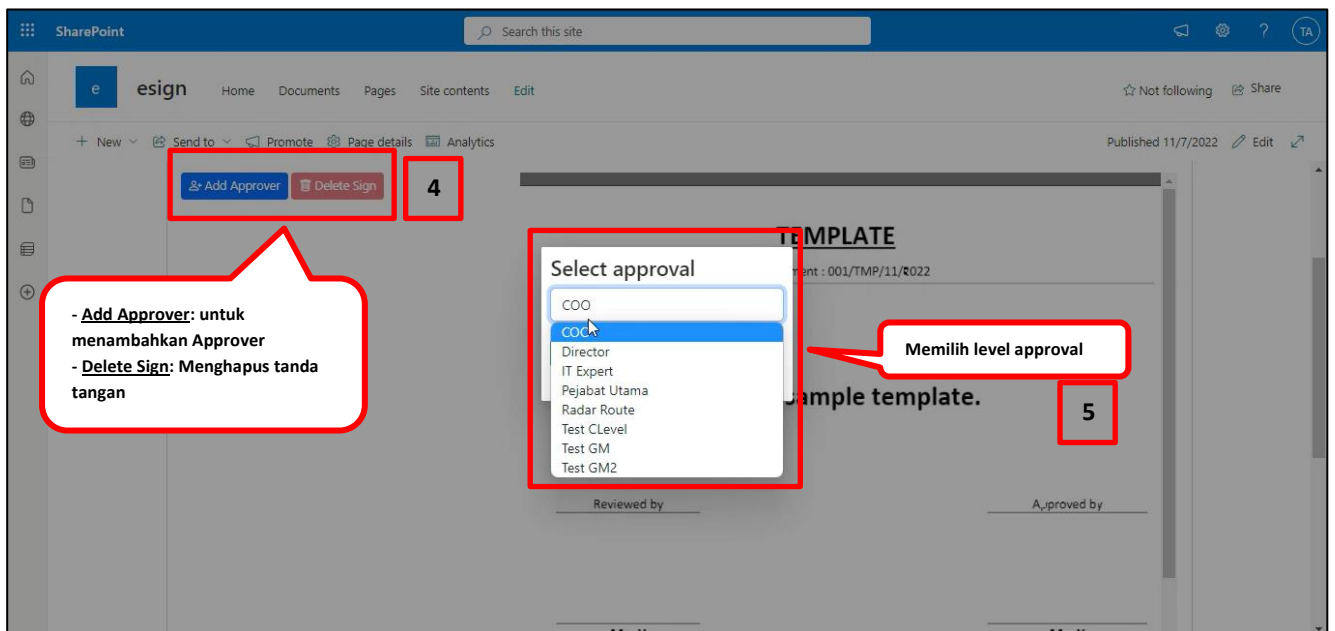 SharePoint
Search this site
TA
e
esign
Home Documents Pages Site contents Edit
Not following Share
+ New Send to Promote Page details Analytics
Published 11/7/2022 Edit
Add Approver Delete Sign
4
TEMPLATE
ment : 001/TMP/11/2022
Select approval
COO
COO
Director
IT Expert
Pejabat Utama
Radar Route
Test CLevel
Test GM
Test GM2
- Add Approver: untuk
menambahkan Approver
- Delete Sign: Menghapus tanda
tangan
Memilih level approval
5
sample template.
Reviewed by
Approved by